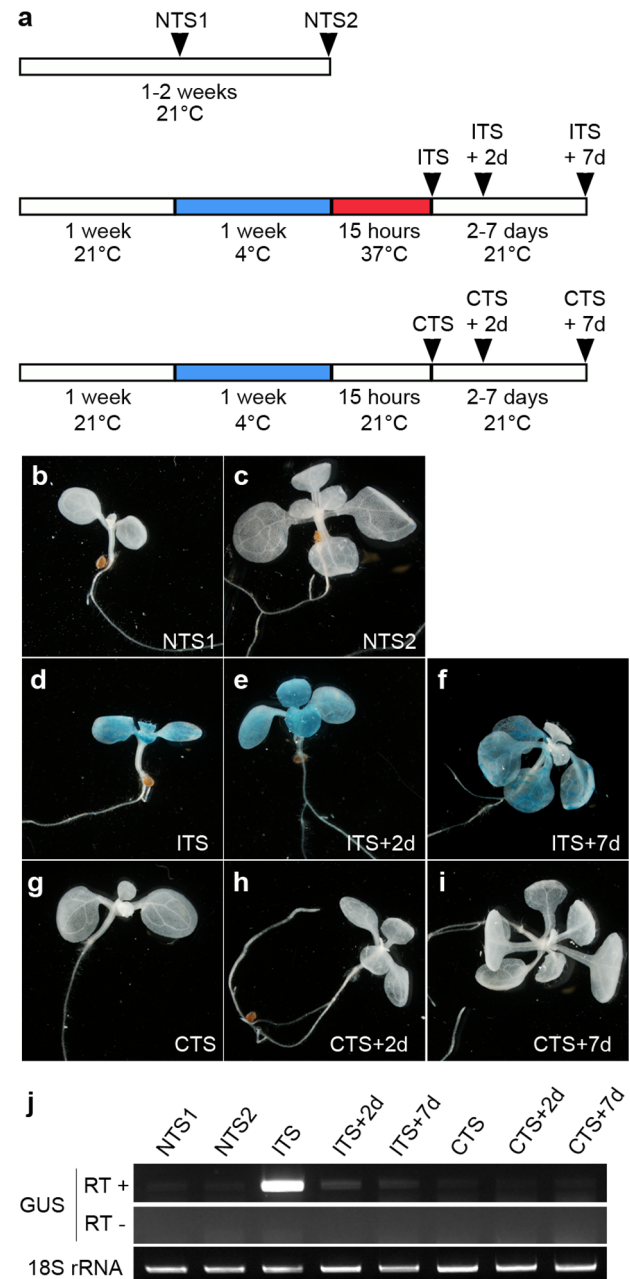 a
NTS1 NTS2
1-2 weeks
21°C
ITS
ITS
+ 2d
ITS
+ 7d
1 week
21°C
1 week
4°C
15 hours
37°C
2-7 days
21°C
CTS
CTS
+ 2d
CTS
+ 7d
1 week
21°C
1 week
4°C
15 hours
21°C
2-7 days
21°C
b
NTS1
c
NTS2
d
ITS
e
ITS+2d
f
ITS+7d
g
CTS
h
CTS+2d
i
CTS+7d
j
NTS1
NTS2
ITS
ITS+2d
ITS+7d
CTS
CTS+2d
CTS+7d
GUS
RT +
RT -
18S rRNA